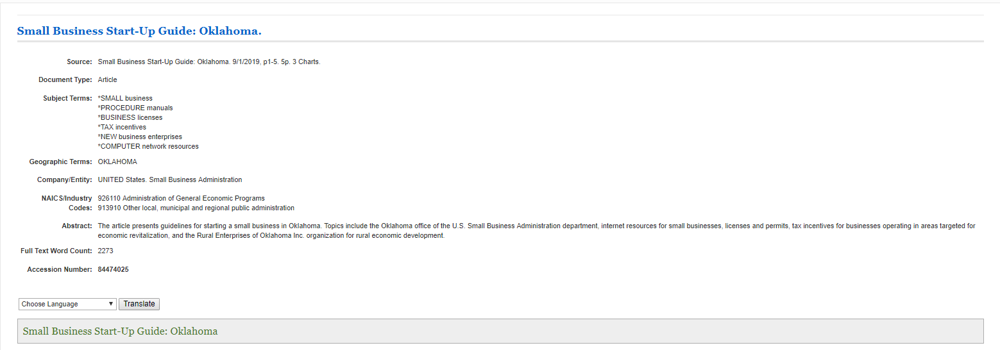 Small Business Start-Up Guide: Oklahoma.
Source: Small Business Start-Up Guide: Oklahoma. 9/1/2019, p1-5. 5p. 3 Charts.
Document Type: Article
Subject Terms: *SMALL business
*PROCEDURE manuals
*BUSINESS licenses
*TAX incentives
*NEW business enterprises
*COMPUTER network resources
Geographic Terms: OKLAHOMA
Company/Entity: UNITED States. Small Business Administration
NAICS/Industry 926110 Administration of General Economic Programs
Codes: 913910 Other local, municipal and regional public administration
Abstract: The article presents guidelines for starting a small business in Oklahoma. Topics include the Oklahoma office of the U.S. Small Business Administration department, internet resources for small businesses, licenses and permits, tax incentives for businesses operating in areas targeted for
economic revitalization, and the Rural Enterprises of Oklahoma Inc. organization for rural economic development.
Full Text Word Count: 2273
Accession Number: 84474025
Choose Language Translate
Small Business Start-Up Guide: Oklahoma